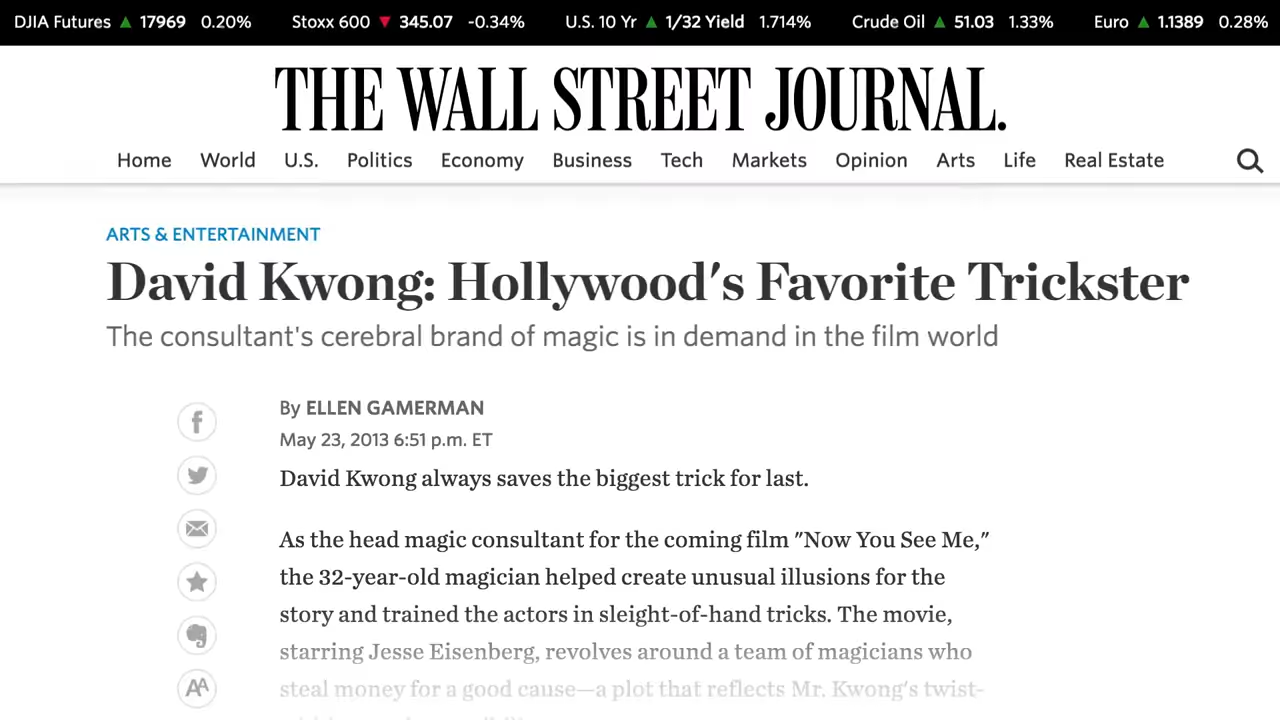 DJIA Futures ▲ 17969 0.20% Stoxx 600 ▼ 345.07 -0.34% U.S. 10 Yr ▲ 1/32 Yield 1.714% Crude Oil ▲ 51.03 1.33% Euro ▲ 1.1389 0.28%
THE WALL STREET JOURNAL.
Home World U.S. Politics Economy Business Tech Markets Opinion Arts Life Real Estate
ARTS & ENTERTAINMENT
David Kwong: Hollywood's Favorite Trickster
The consultant's cerebral brand of magic is in demand in the film world
By ELLEN GAMERMAN
May 23, 2013 6:51 p.m. ET
David Kwong always saves the biggest trick for last.
As the head magic consultant for the coming film "Now You See Me,"
the 32-year-old magician helped create unusual illusions for the
story and trained the actors in sleight-of-hand tricks. The movie,
starring Jesse Eisenberg, revolves around a team of magicians who
steal money for a good cause—a plot that reflects Mr. Kwong's twist-
AA